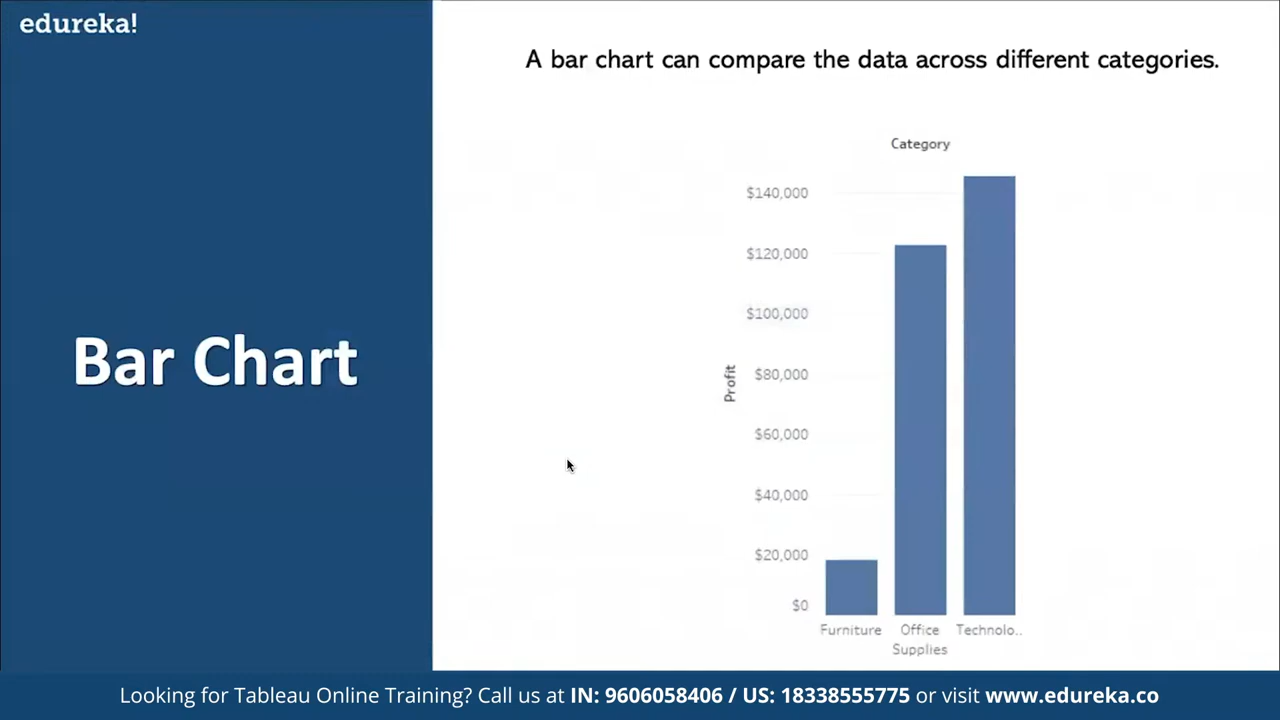 edureka!
A bar chart can compare the data across different categories.
Bar Chart
Category
Profit
$140,000
$120,000
$100,000
$80,000
$60,000
$40,000
$20,000
$0
Furniture
Office
Supplies
Technolo..
Looking for Tableau Online Training? Call us at IN: 9606058406 / US: 18338555775 or visit www.edureka.co